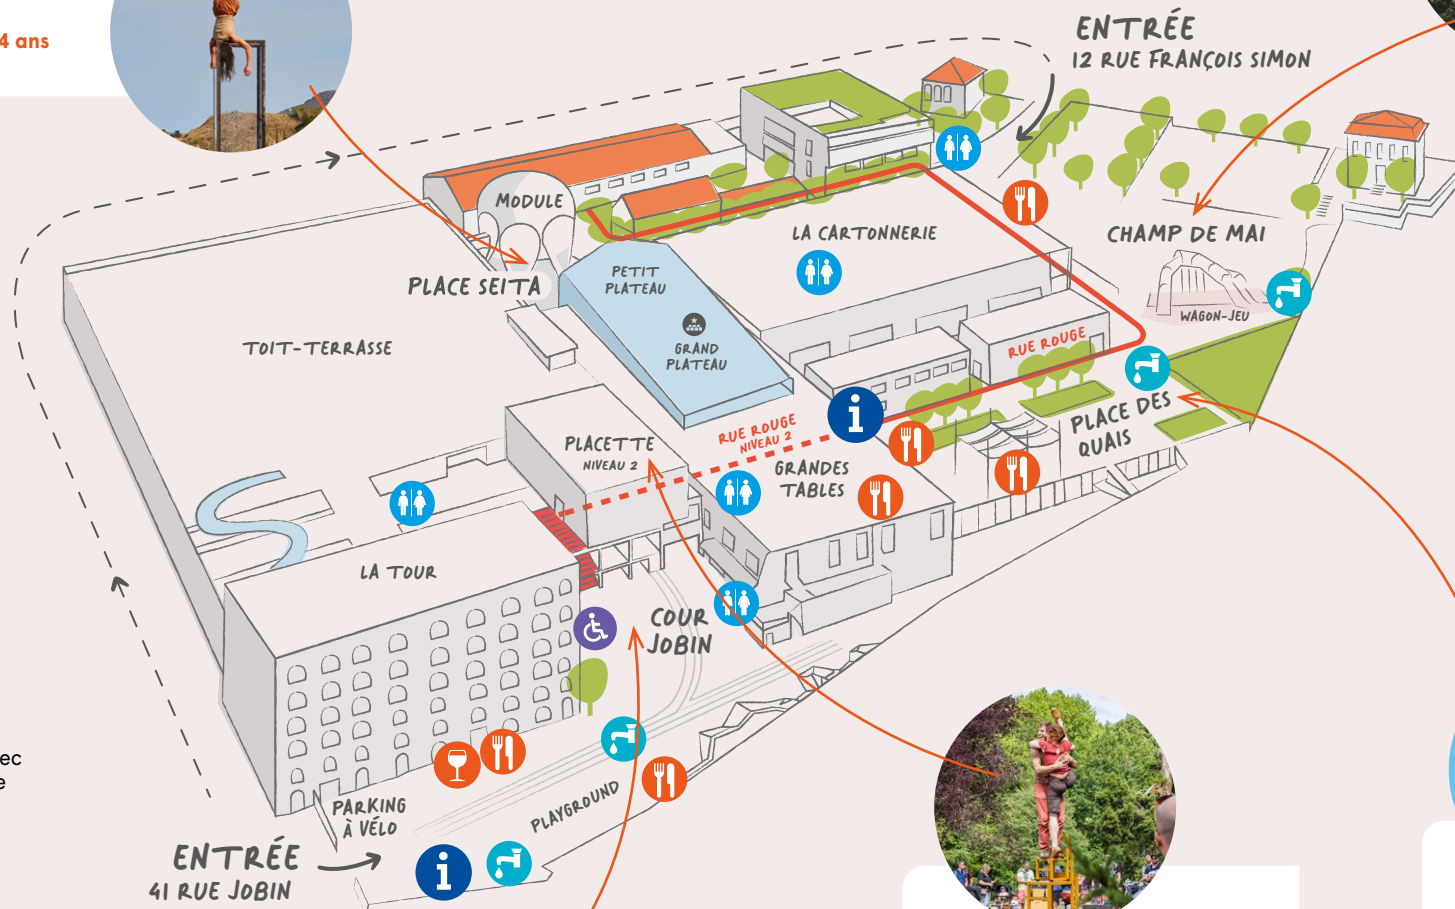 4 ans
ENTRÉE
12 RUE FRANÇOIS SIMON
MODULE
LA CARTONNERIE
CHAMP DE MAI
PLACE SEITA
PETIT
PLATEAU
WAGON-JEU
TOIT-TERRASSE
GRAND
PLATEAU
RUE ROUGE
PLACE DES
QUAIS
RUE ROUGE
NIVEAU 2
PLACETTE
NIVEAU 2
GRANDES
TABLES
i
LA TOUR
COUR
JOBIN
ec
e
PARKING
À VÉLO
PLAYGROUND
ENTRÉE
41 RUE JOBIN
i